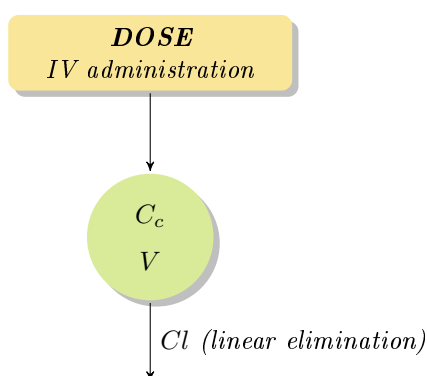 DOSE
IV administration
C_c
V
Cl (linear elimination)